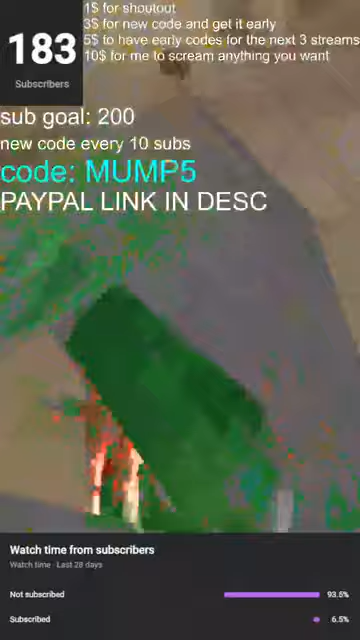 1$ for shoutout
3$ for new code and get it early
5$ to have early codes for the next 3 streams
10$ for me to scream anything you want
183
Subscribers
sub goal: 200
new code every 10 subs
code: MUMP5
PAYPAL LINK IN DESC
Watch time from subscribers
Watch time · Last 28 days
Not subscribed 93.5%
Subscribed 6.5%